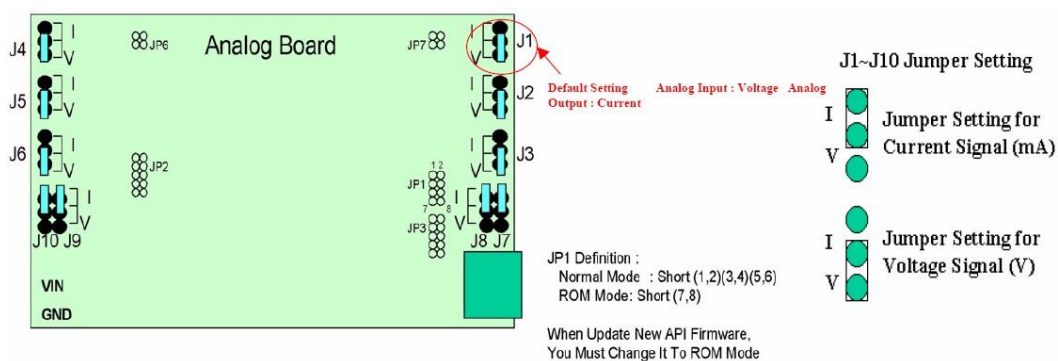 Analog Board
J4
I
V
J5
J6
I
V
I
V
J10 J9
JP6
JP7
JP2
1 2
JP1
7 8
JP3
I
V
J1
J2
I
V
J3
I
V
J8 J7
VIN
GND
Default Setting Analog Input : Voltage Analog
Output : Current
JP1 Definition :
Normal Mode : Short (1,2)(3,4)(5,6)
ROM Mode: Short (7,8)
When Update New API Firmware,
You Must Change It To ROM Mode
J1~J10 Jumper Setting
I
V
Jumper Setting for
Current Signal (mA)
I
V
Jumper Setting for
Voltage Signal (V)